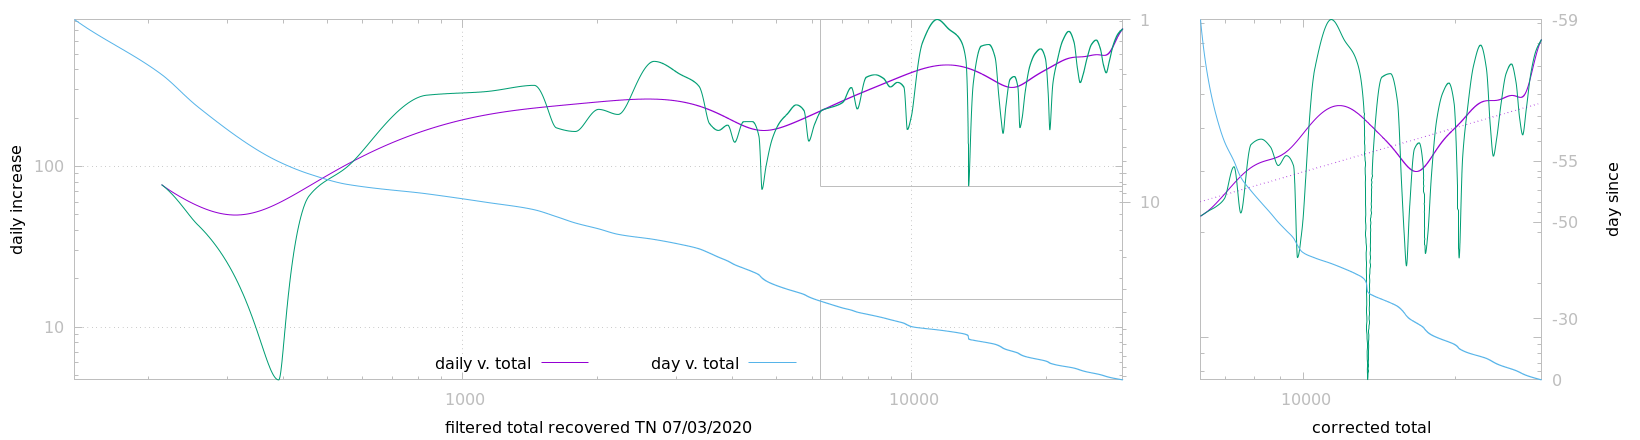 1
-59
100
-55
10
-50
daily increase
day since
-30
10
daily v. total
day v. total
0
1000
10000
10000
filtered total recovered TN 07/03/2020
corrected total